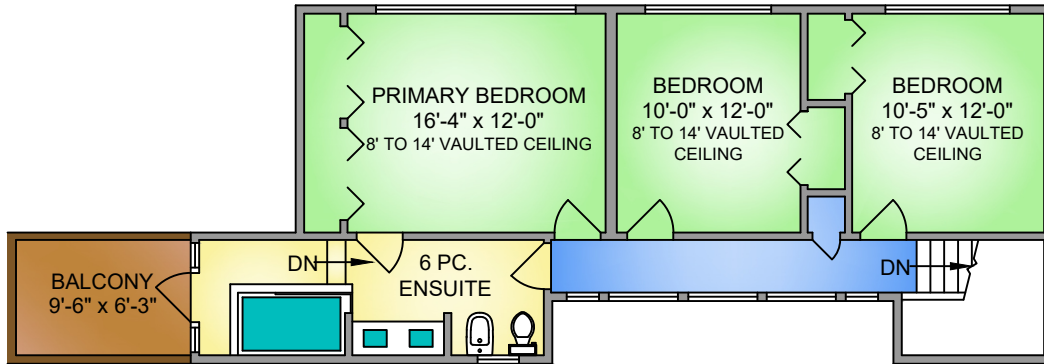 PRIMARY BEDROOM
16'-4" x 12'-0"
8' TO 14' VAULTED CEILING
BEDROOM
10'-0" x 12'-0"
8' TO 14' VAULTED
CEILING
BEDROOM
10'-5" x 12'-0"
8' TO 14' VAULTED
CEILING
BALCONY
9'-6" x 6'-3"
DN
6 PC.
ENSUITE
DN